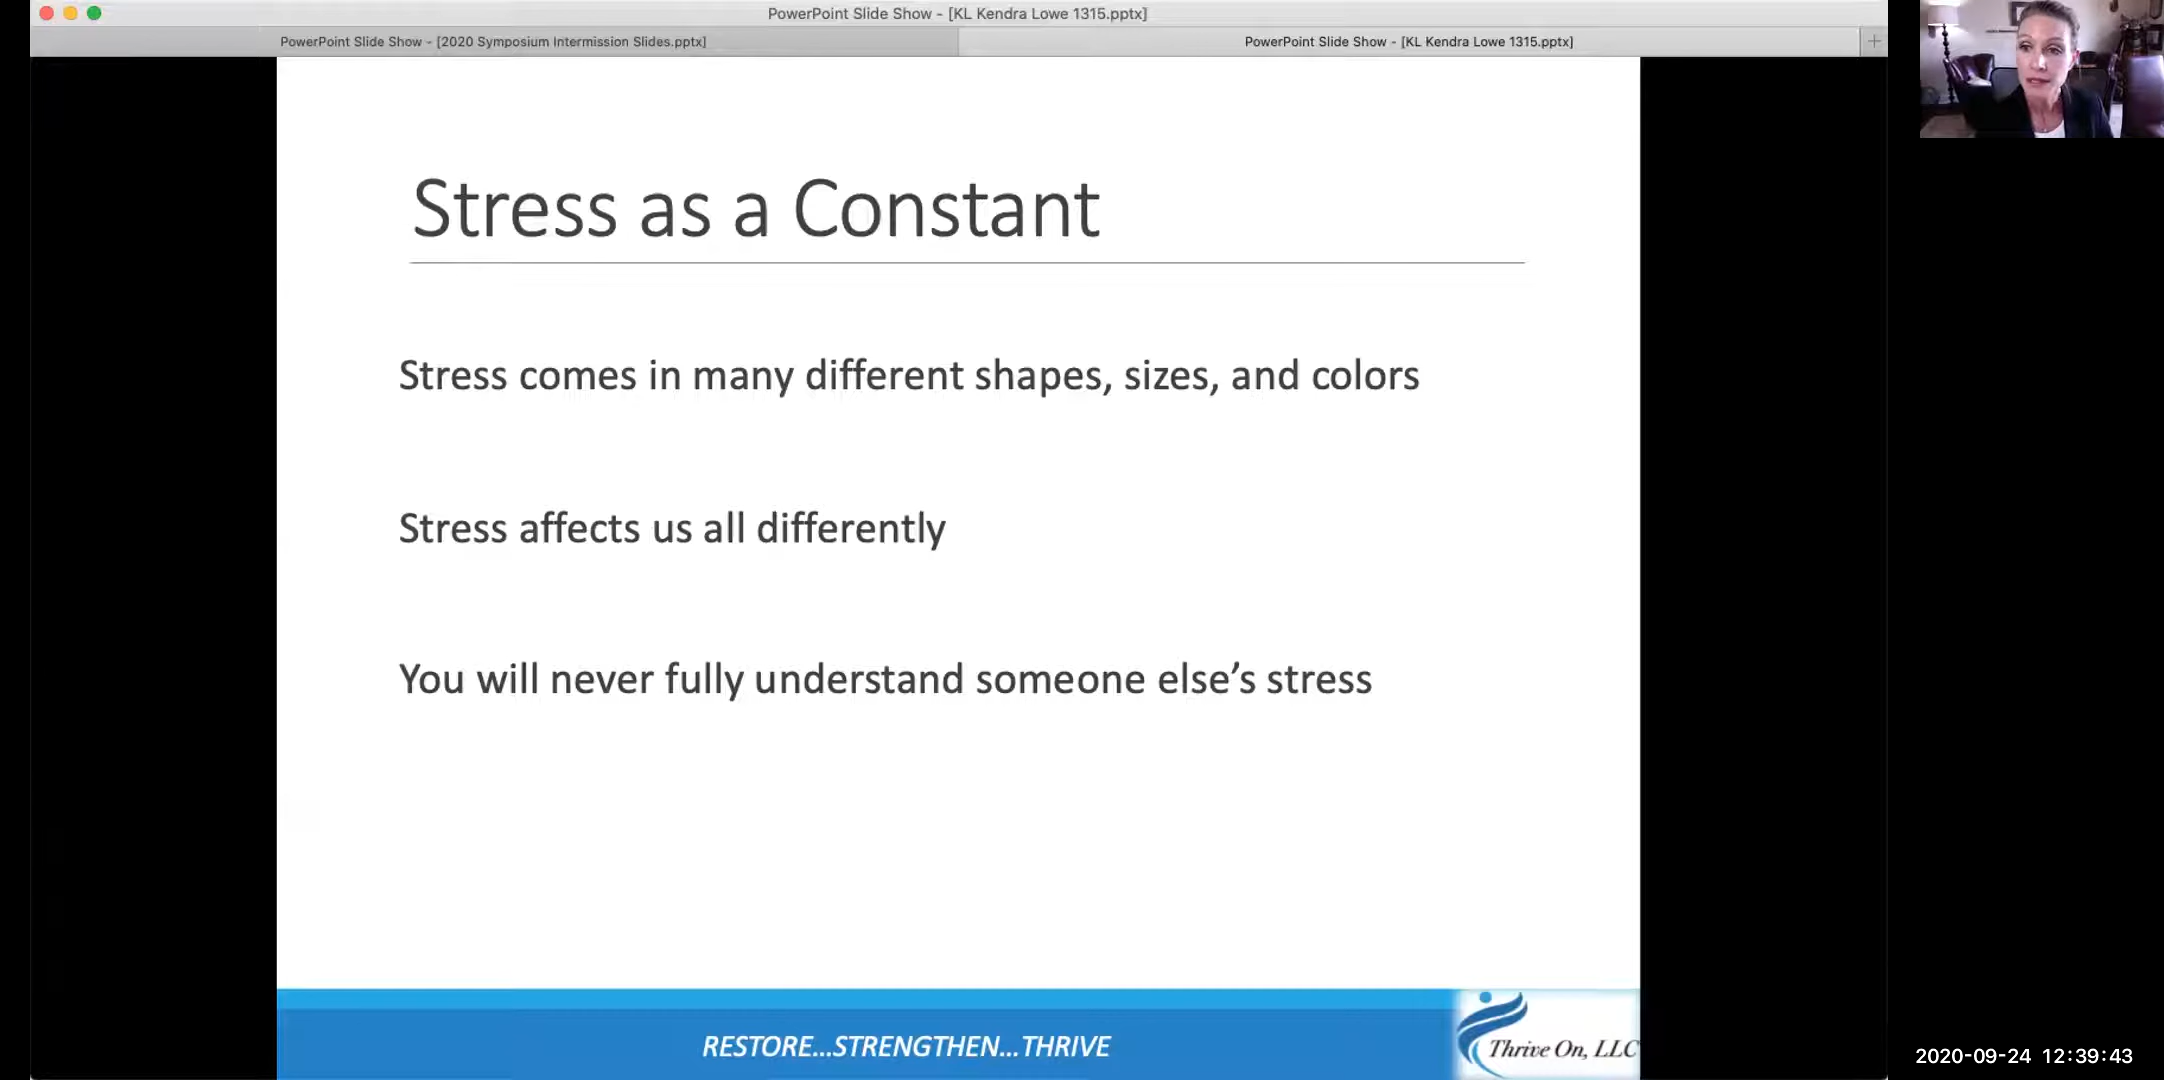 PowerPoint Slide Show - [KL Kendra Lowe 1315.pptx]
PowerPoint Slide Show - [2020 Symposium Intermission Slides.pptx]
PowerPoint Slide Show - [KL Kendra Lowe 1315.pptx]
Stress as a Constant
Stress comes in many different shapes, sizes, and colors
Stress affects us all differently
You will never fully understand someone else’s stress
RESTORE...STRENGTHEN...THRIVE
Thrive On, LLC
2020-09-24 12:39:43